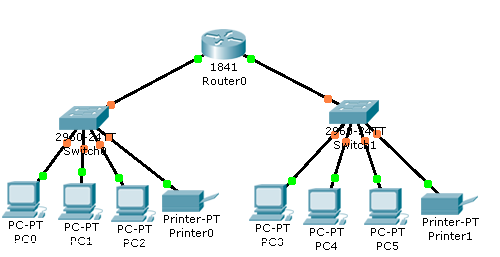 1841
Router0
2960-24TT
Switch0
2960-24TT
Switch1
PC-PT
PC0
PC-PT
PC1
PC-PT
PC2
Printer-PT
Printer0
PC-PT
PC3
PC-PT
PC4
PC-PT
PC5
Printer-PT
Printer1